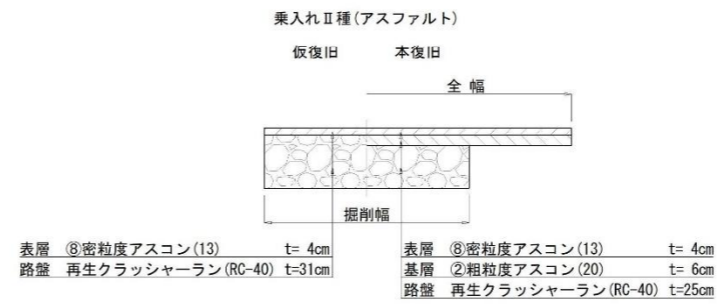 乗入れⅡ種(アスファルト)
仮復旧 本復旧
全 幅
掘削幅
表層 ⑧密粒度アスコン(13) t= 4cm
路盤 再生クラッシャーラン(RC-40) t=31cm
表層 ⑧密粒度アスコン(13) t= 4cm
基層 ②粗粒度アスコン(20) t= 6cm
路盤 再生クラッシャーラン(RC-40) t=25cm